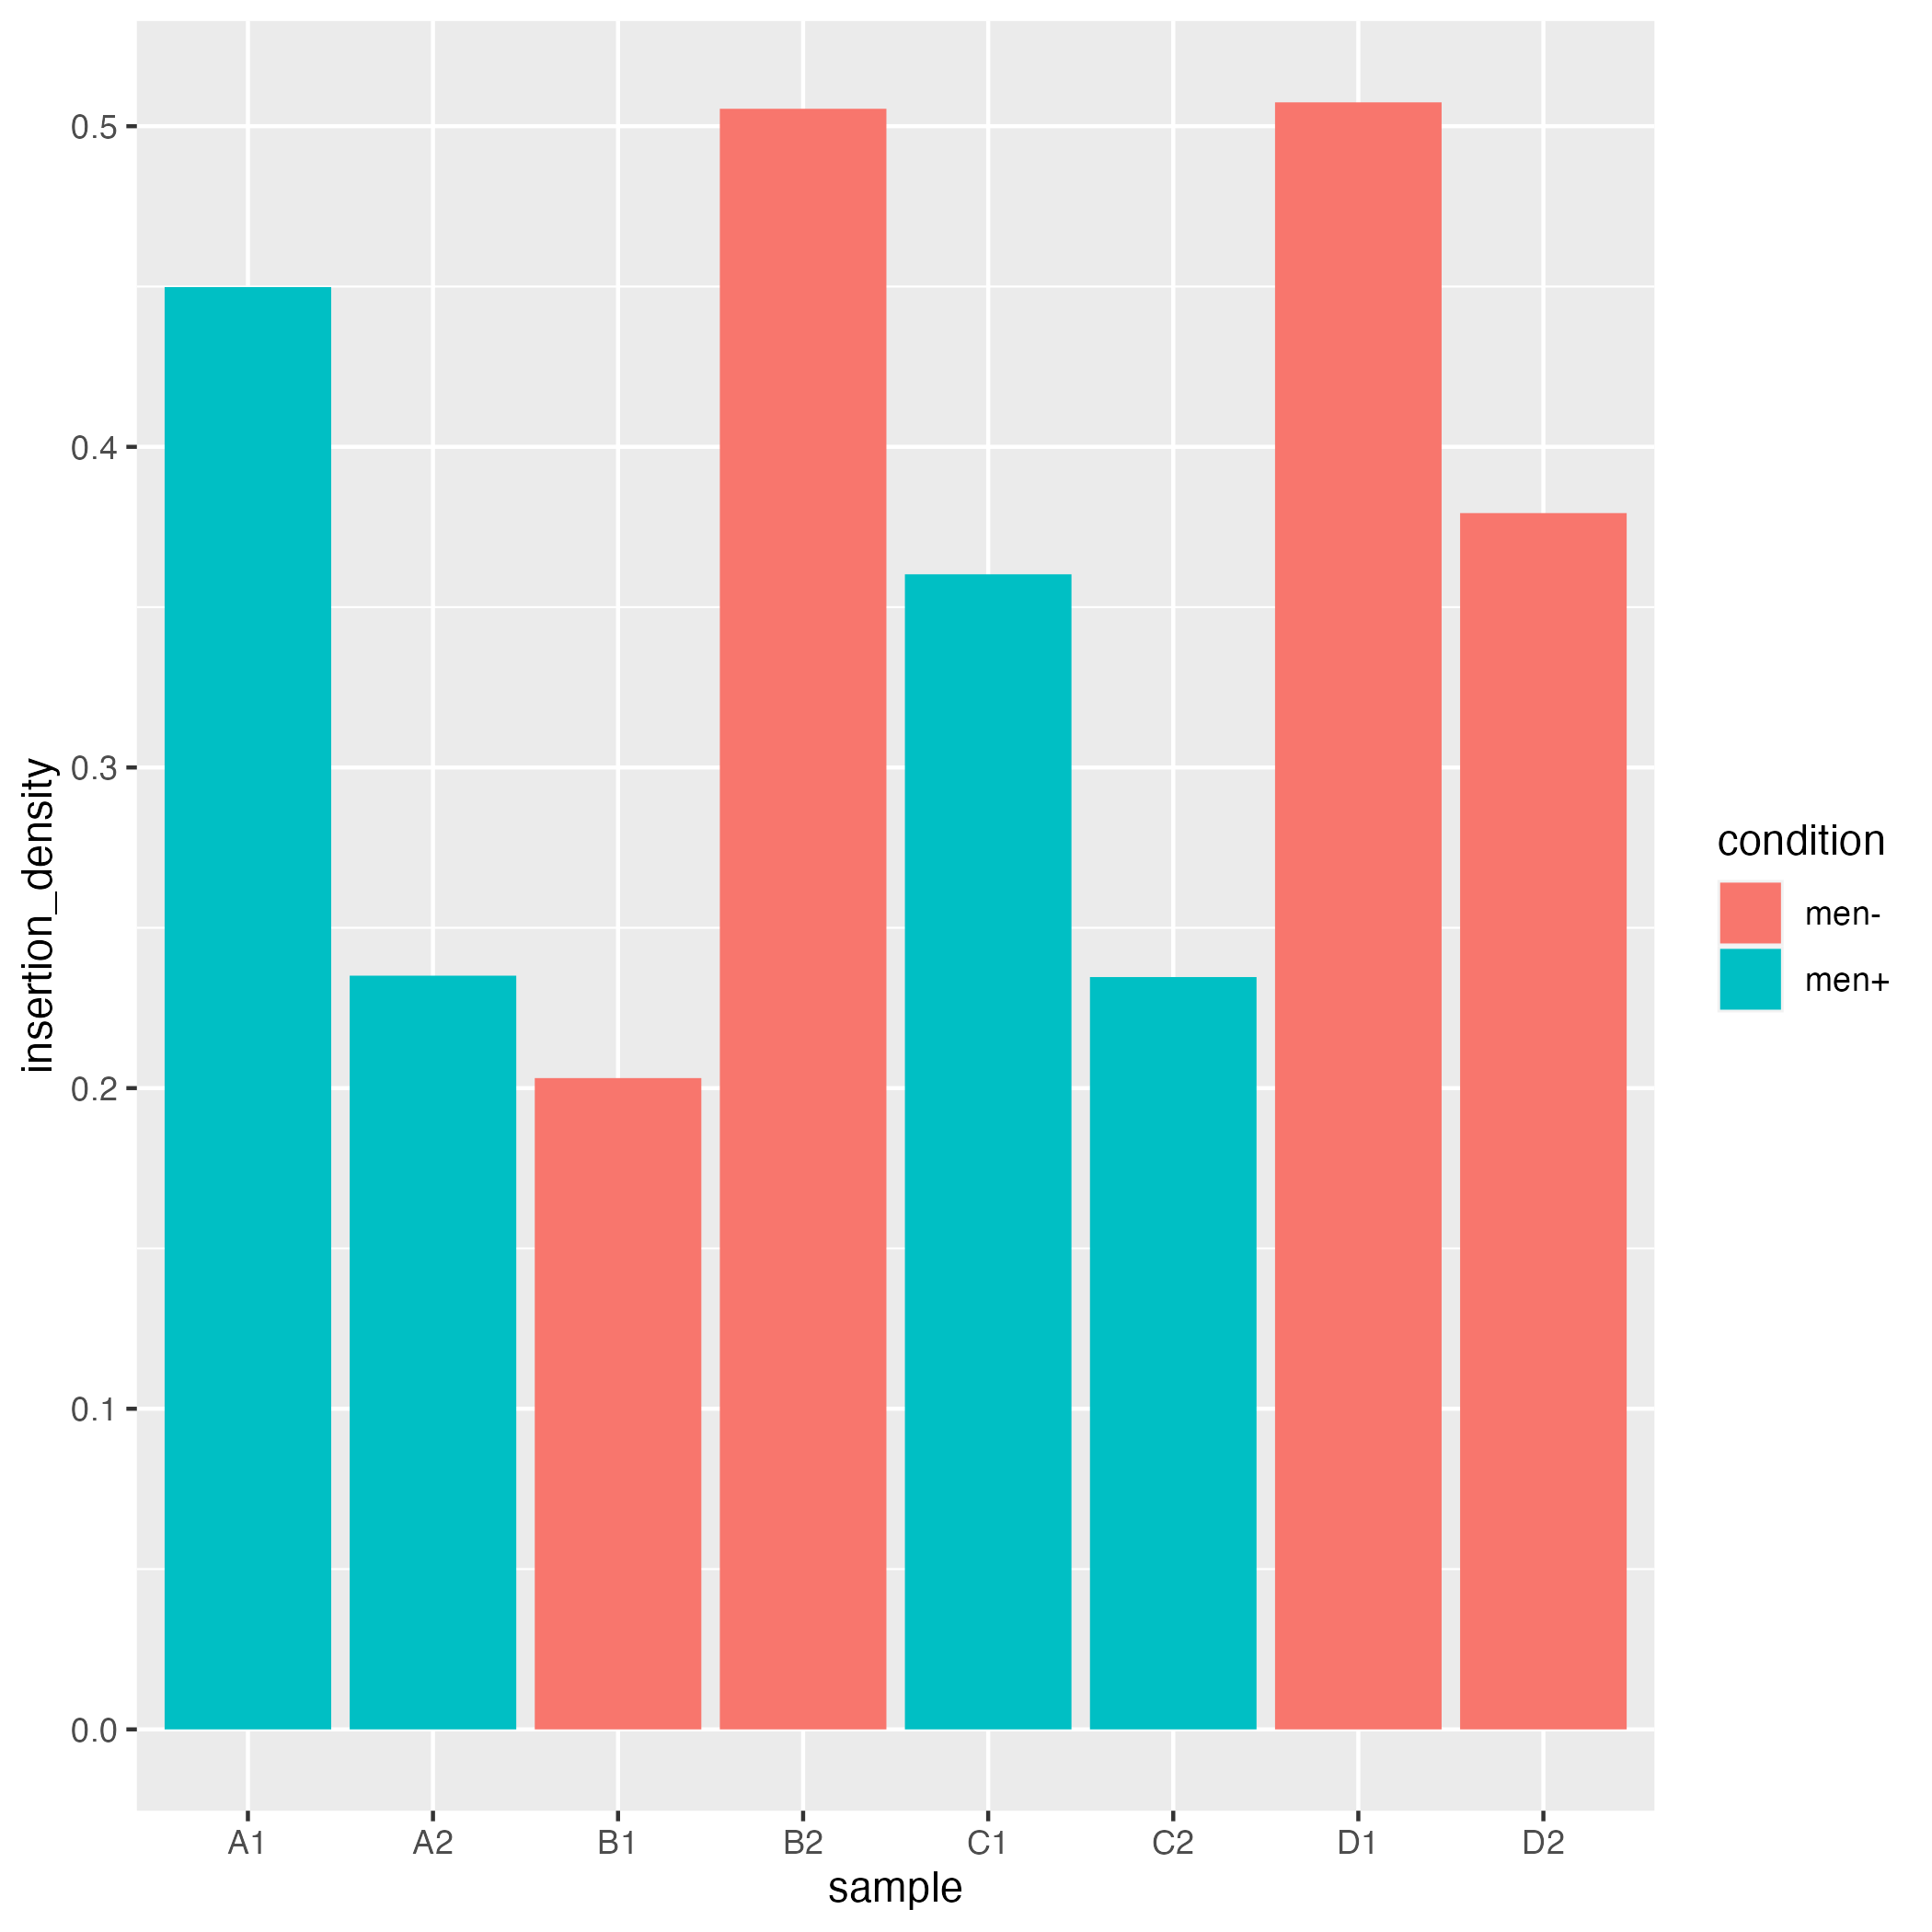 insertion_density
0.5
0.4
0.3
0.2
0.1
0.0
A1 A2 B1 B2 C1 C2 D1 D2
sample
condition
men-
men+